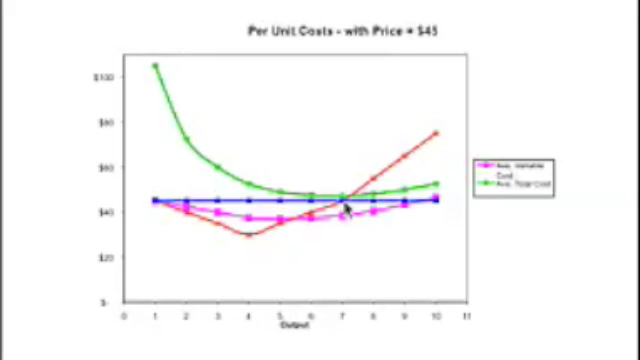 Per Unit Costs - with Price = $45
$100
$80
$60
$40
$20
$-
0 1 2 3 4 5 6 7 8 9 10 11
Output
Ave. Variable
Cost
Ave. Total Cost